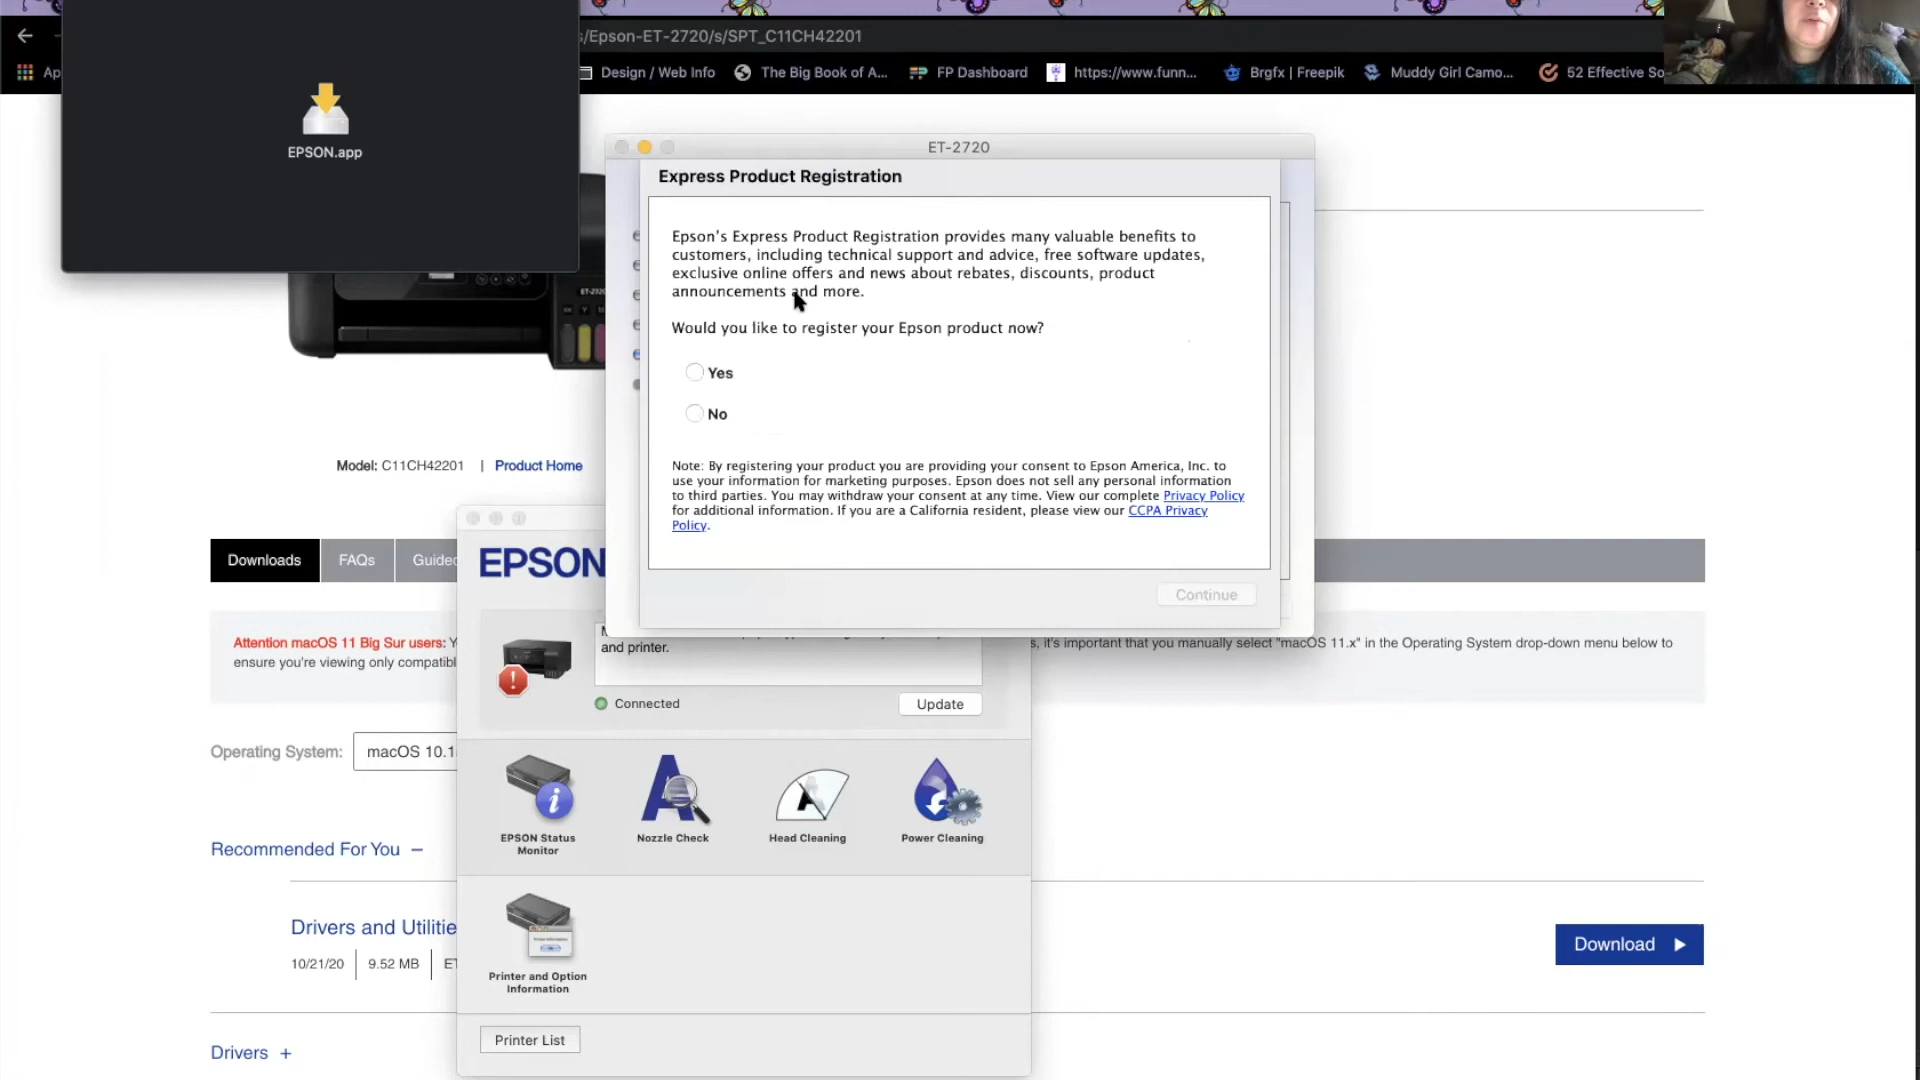 /Epson-ET-2720/s/SPT_C11CH42201
Ap
Design / Web Info
The Big Book of A...
FP Dashboard
https://www.funn...
Brgfx | Freepik
Muddy Girl Camo...
52 Effective So
EPSON.app
ET-2720
Express Product Registration
Epson's Express Product Registration provides many valuable benefits to
customers, including technical support and advice, free software updates,
exclusive online offers and news about rebates, discounts, product
announcements and more.
Would you like to register your Epson product now?
Yes
No
Note: By registering your product you are providing your consent to Epson America, Inc. to
use your information for marketing purposes. Epson does not sell any personal information
to third parties. You may withdraw your consent at any time. View our complete Privacy Policy
for additional information. If you are a California resident, please view our CCPA Privacy
Policy.
Continue
Model: C11CH42201 | Product Home
Downloads
FAQs
Guided
EPSON
Attention macOS 11 Big Sur users: Y
s, it's important that you manually select "macOS 11.x" in the Operating System drop-down menu below to
ensure you're viewing only compatibl
and printer.
Connected
Update
Operating System:
macOS 10.1
EPSON Status
Monitor
Nozzle Check
Head Cleaning
Power Cleaning
Recommended For You –
Drivers and Utilitie
10/21/20
9.52 MB
ET
Download
Printer and Option
Information
Printer List
Drivers +